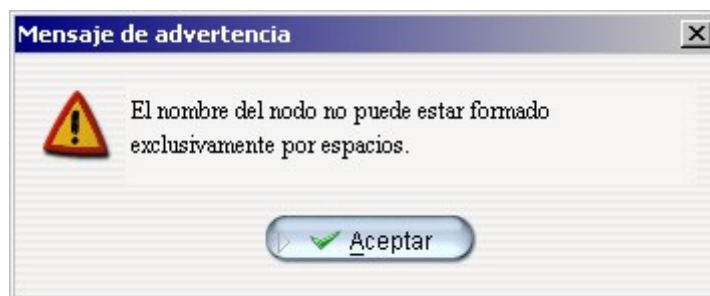 Mensaje de advertencia
El nombre del nodo no puede estar formado
exclusivamente por espacios.
Aceptar